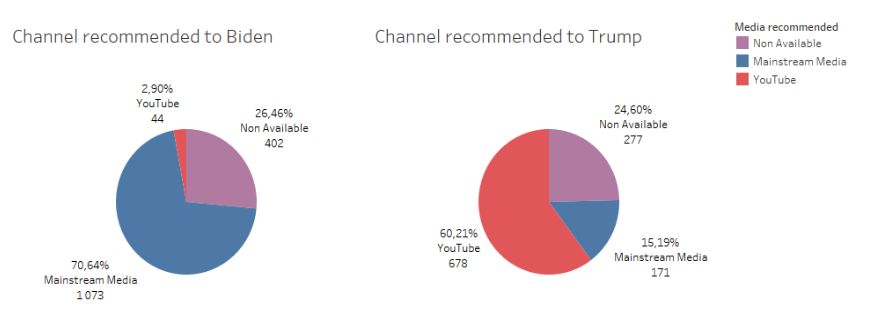 Channel recommended to Biden
2,90%
YouTube
44
26,46%
Non Available
402
70,64%
Mainstream Media
1 073
Channel recommended to Trump
24,60%
Non Available
277
60,21%
YouTube
678
15,19%
Mainstream Media
171
Media recommended
Non Available
Mainstream Media
YouTube